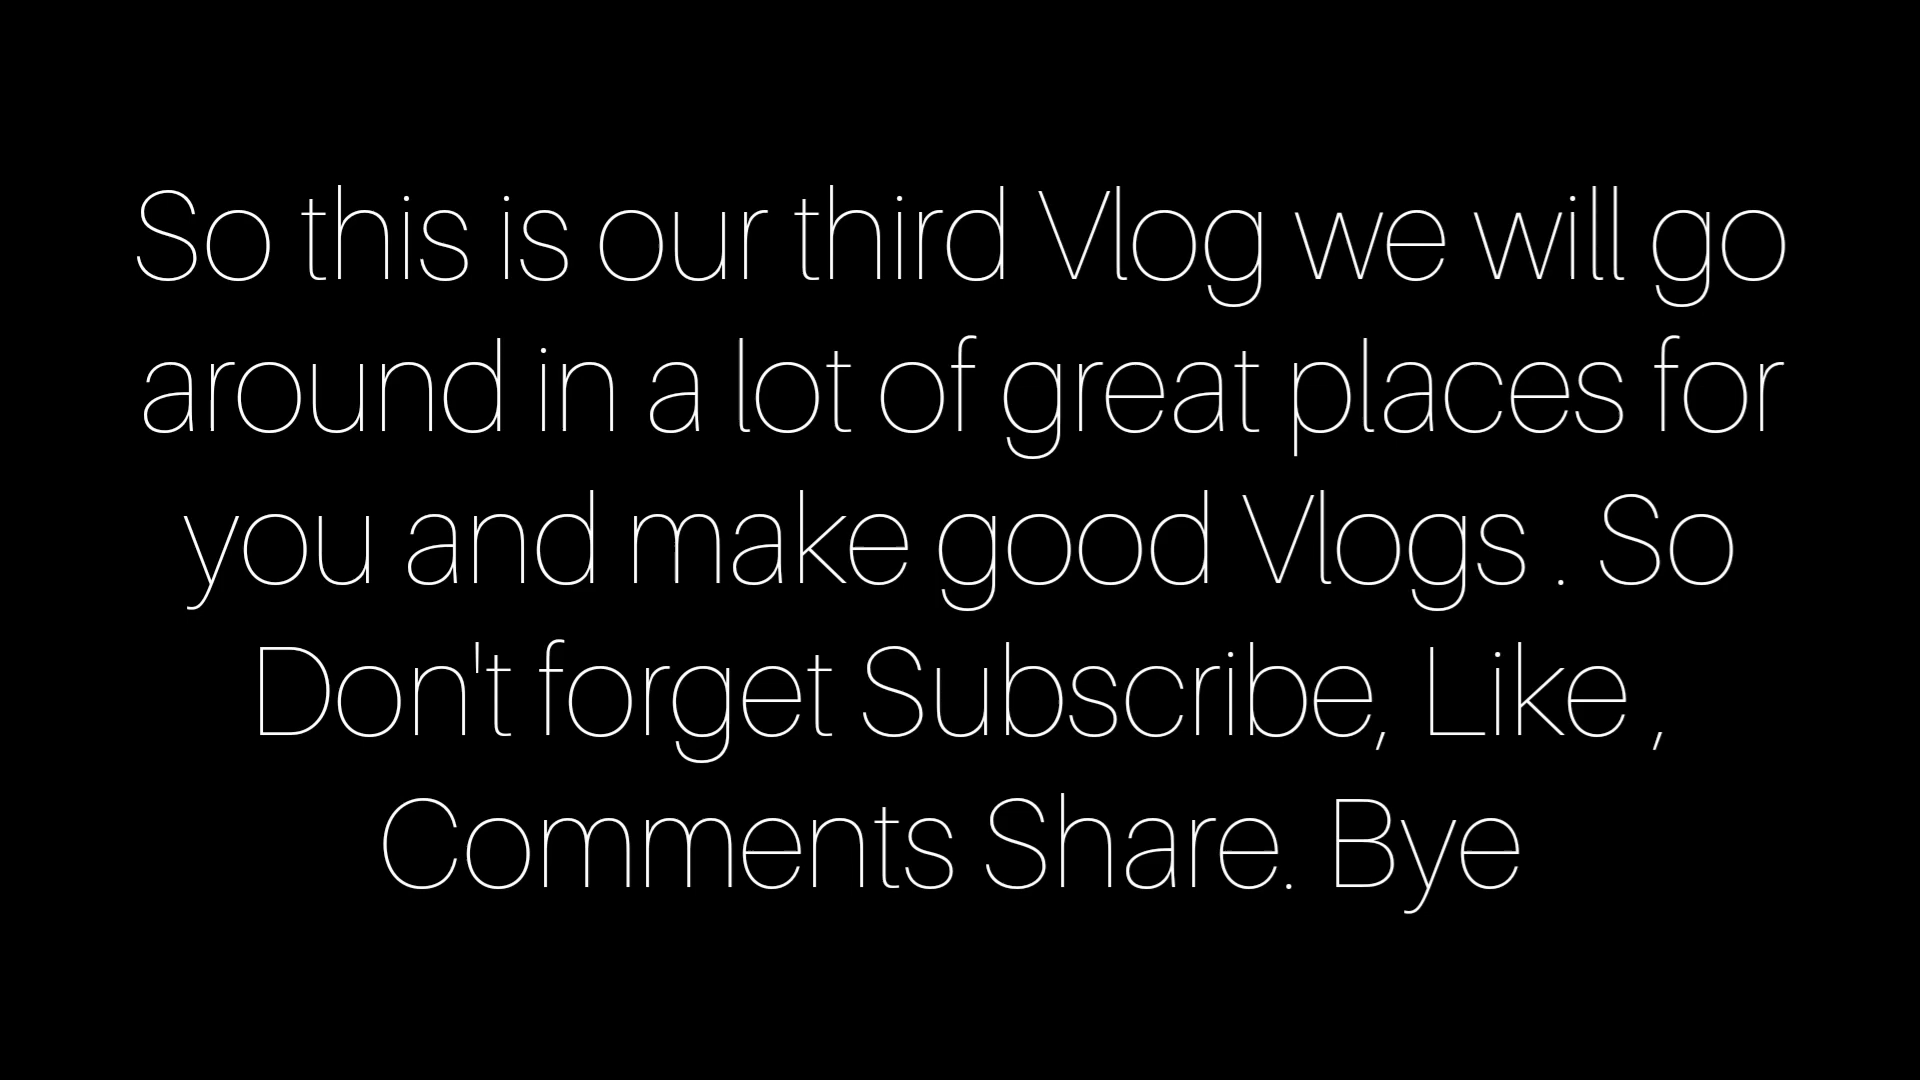 So this is our third Vlog we will go
around in a lot of great places for
you and make good Vlogs . So
Don't forget Subscribe, Like ,
Comments Share. Bye